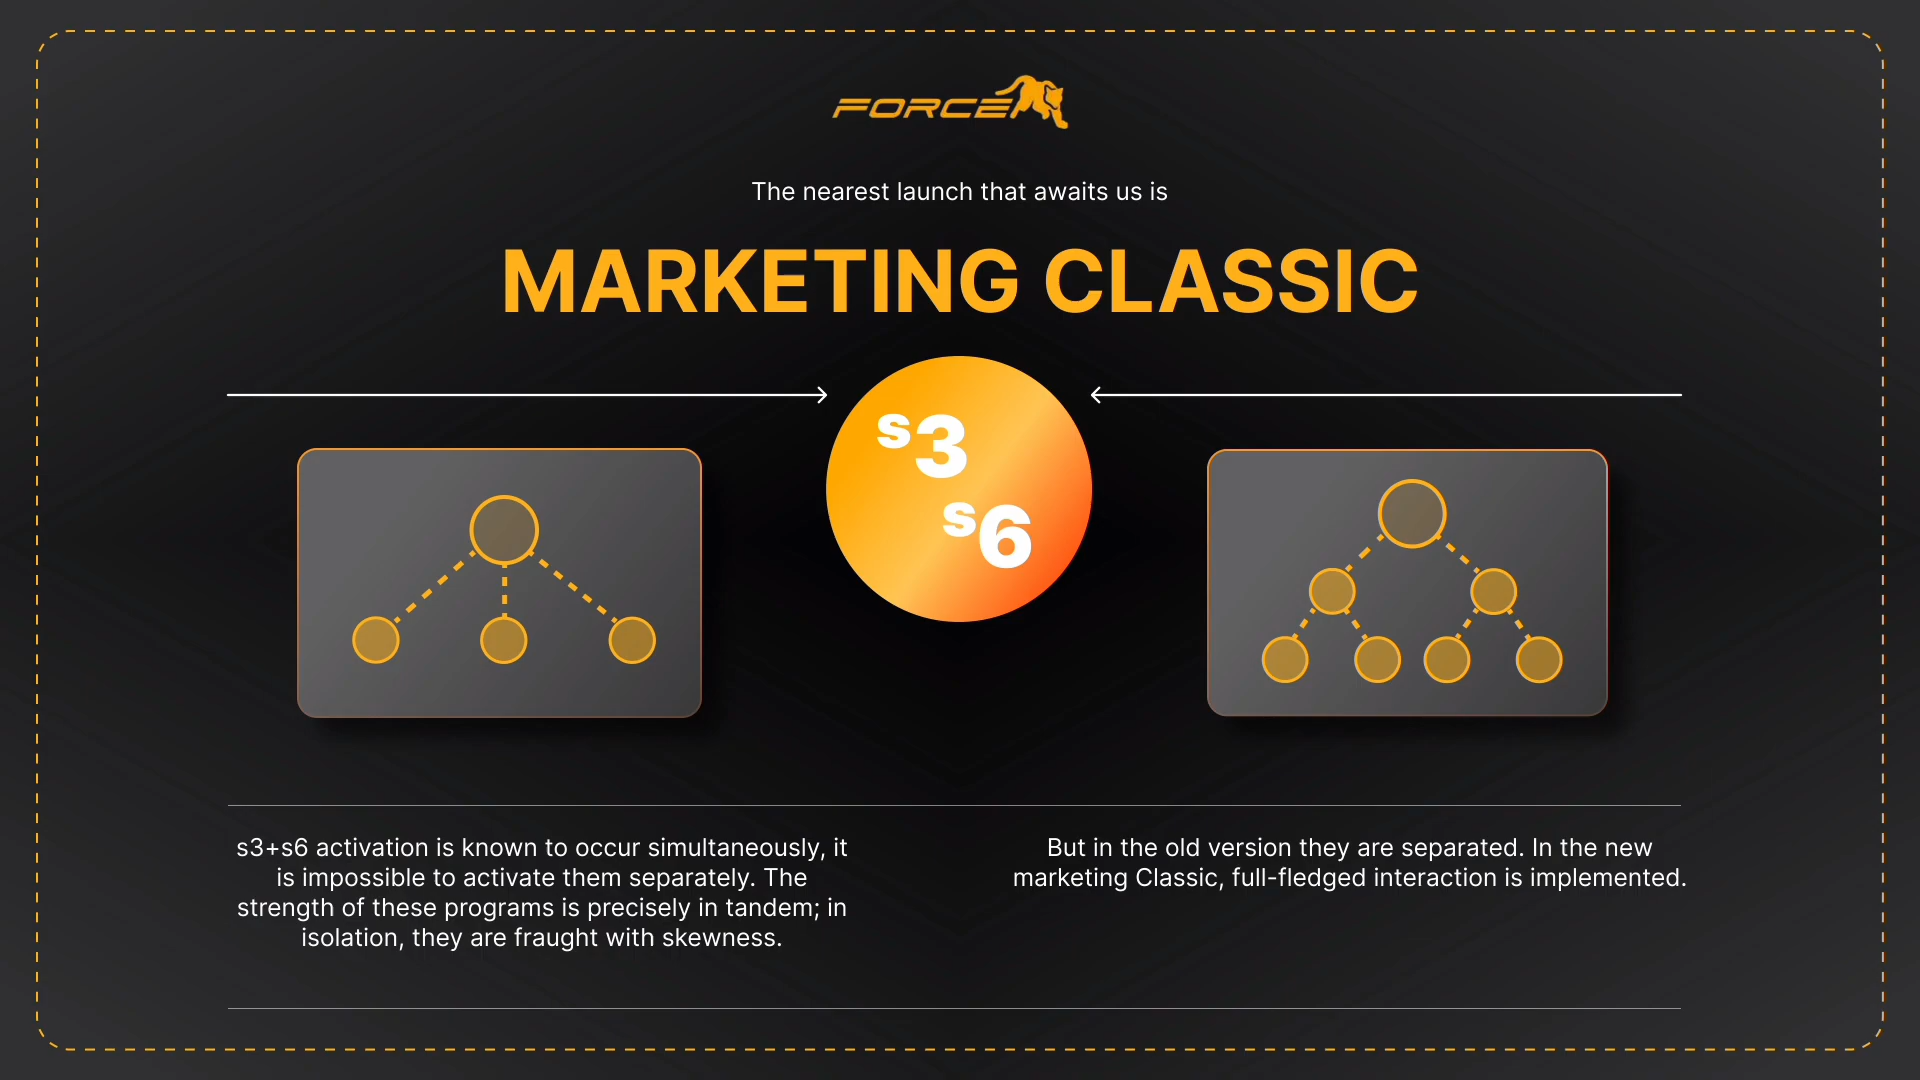 FORCE
The nearest launch that awaits us is
MARKETING CLASSIC
s3
s6
s3+s6 activation is known to occur simultaneously, it
is impossible to activate them separately. The
strength of these programs is precisely in tandem; in
isolation, they are fraught with skewness.
But in the old version they are separated. In the new
marketing Classic, full-fledged interaction is implemented.